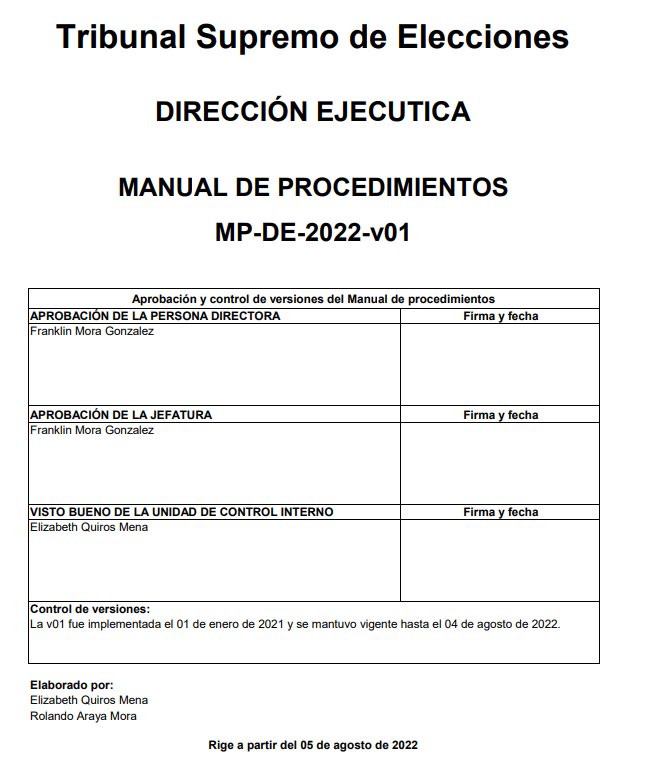 Tribunal Supremo de Elecciones
DIRECCIÓN EJECUTICA
MANUAL DE PROCEDIMIENTOS
MP-DE-2022-v01
Aprobación y control de versiones del Manual de procedimientos
APROBACIÓN DE LA PERSONA DIRECTORA Firma y fecha
Franklin Mora Gonzalez
APROBACIÓN DE LA JEFATURA Firma y fecha
Franklin Mora Gonzalez
VISTO BUENO DE LA UNIDAD DE CONTROL INTERNO Firma y fecha
Elizabeth Quiros Mena
Control de versiones:
La v01 fue implementada el 01 de enero de 2021 y se mantuvo vigente hasta el 04 de agosto de 2022.
Elaborado por:
Elizabeth Quiros Mena
Rolando Araya Mora
Rige a partir del 05 de agosto de 2022